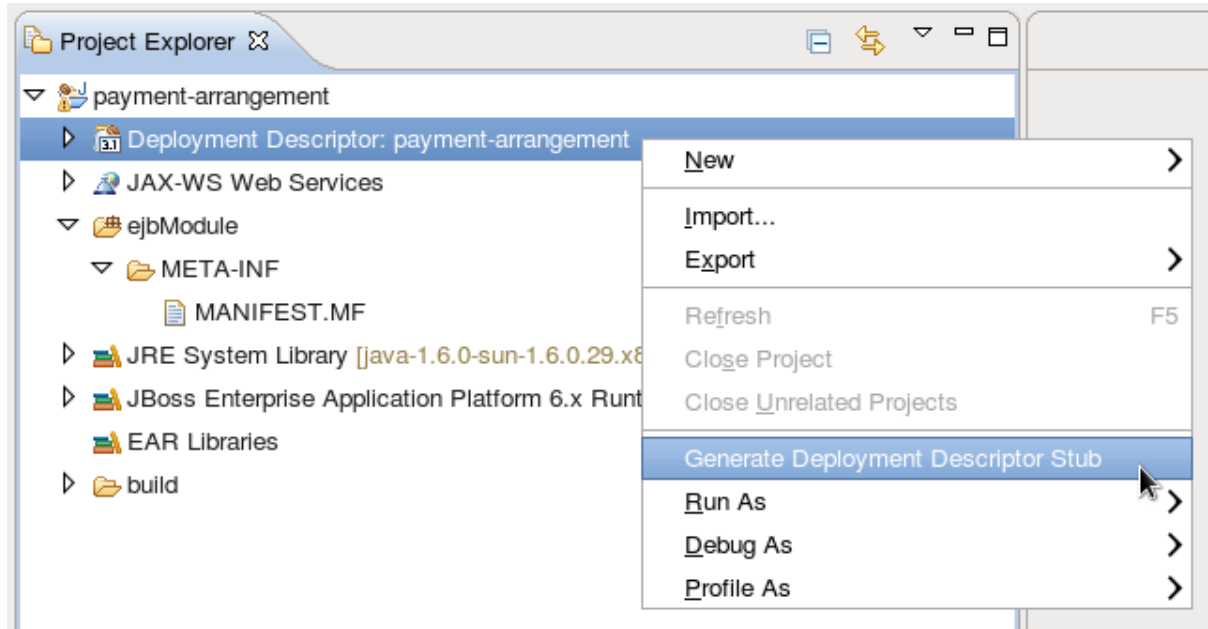 Project Explorer
payment-arrangement
3.1 Deployment Descriptor: payment-arrangement
JAX-WS Web Services
ejbModule
META-INF
MANIFEST.MF
JRE System Library [java-1.6.0-sun-1.6.0.29.x8
JBoss Enterprise Application Platform 6.x Runt
EAR Libraries
build
New
Import...
Export
Refresh F5
Close Project
Close Unrelated Projects
Generate Deployment Descriptor Stub
Run As
Debug As
Profile As